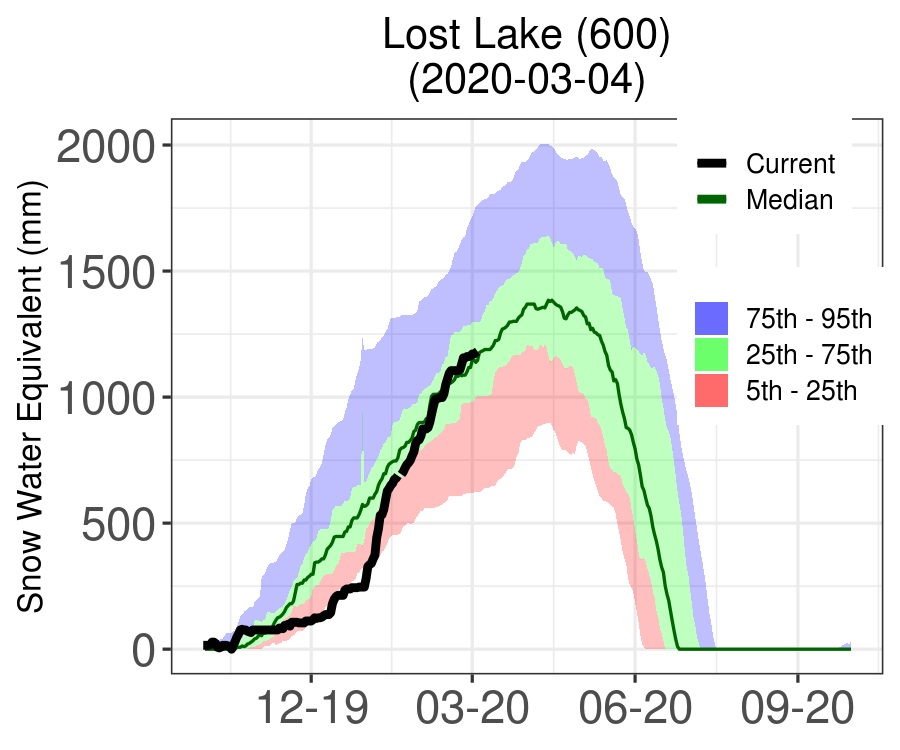 Lost Lake (600)
(2020-03-04)
Snow Water Equivalent (mm)
2000
1500
1000
500
0
12-19
03-20
06-20
09-20
Current
Median
75th - 95th
25th - 75th
5th - 25th